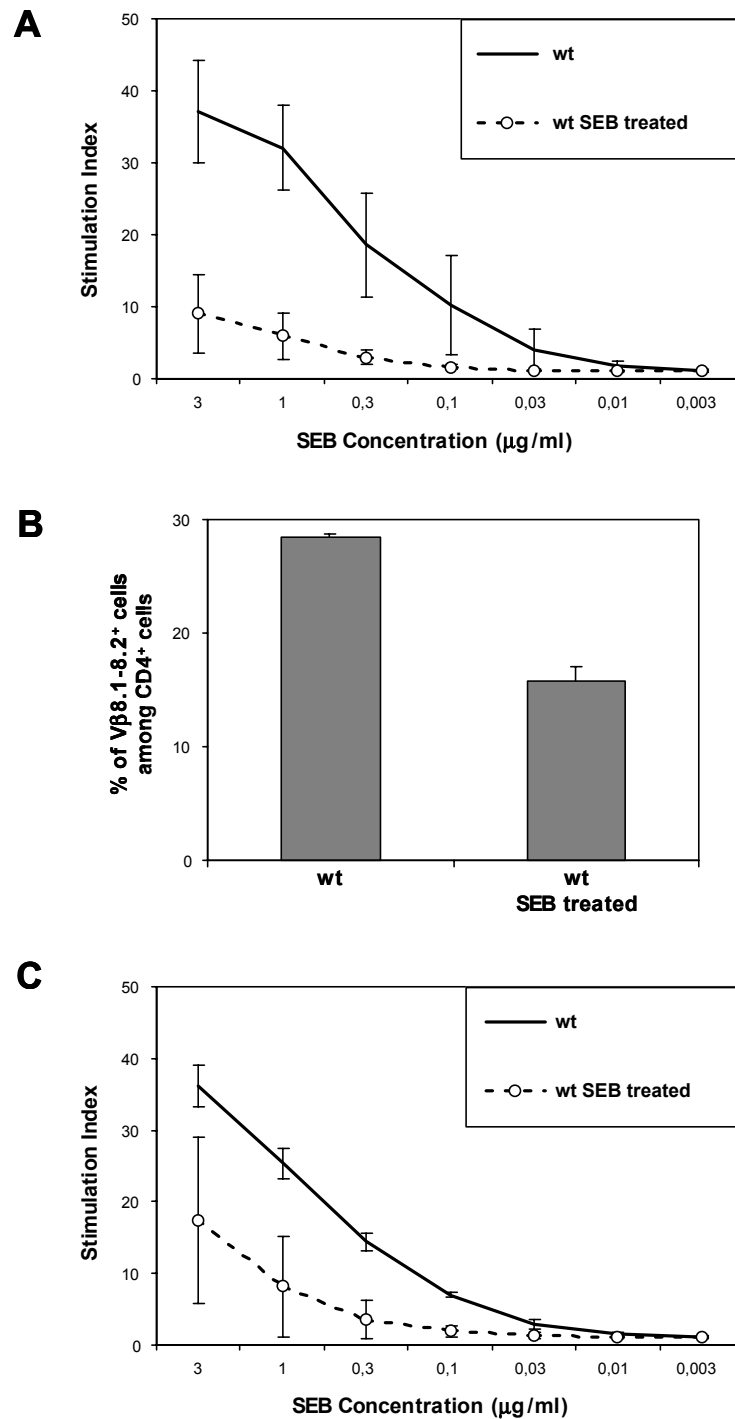 A
Stimulation Index
50
40
30
20
10
0
wt
wt SEB treated
3 1 0,3 0,1 0,03 0,01 0,003
SEB Concentration (µg/ml)
B
% of Vβ8.1-8.2⁺ cells
among CD4⁺ cells
30
20
10
0
wt
wt
SEB treated
C
Stimulation Index
50
40
30
20
10
0
wt
wt SEB treated
3 1 0,3 0,1 0,03 0,01 0,003
SEB Concentration (µg/ml)